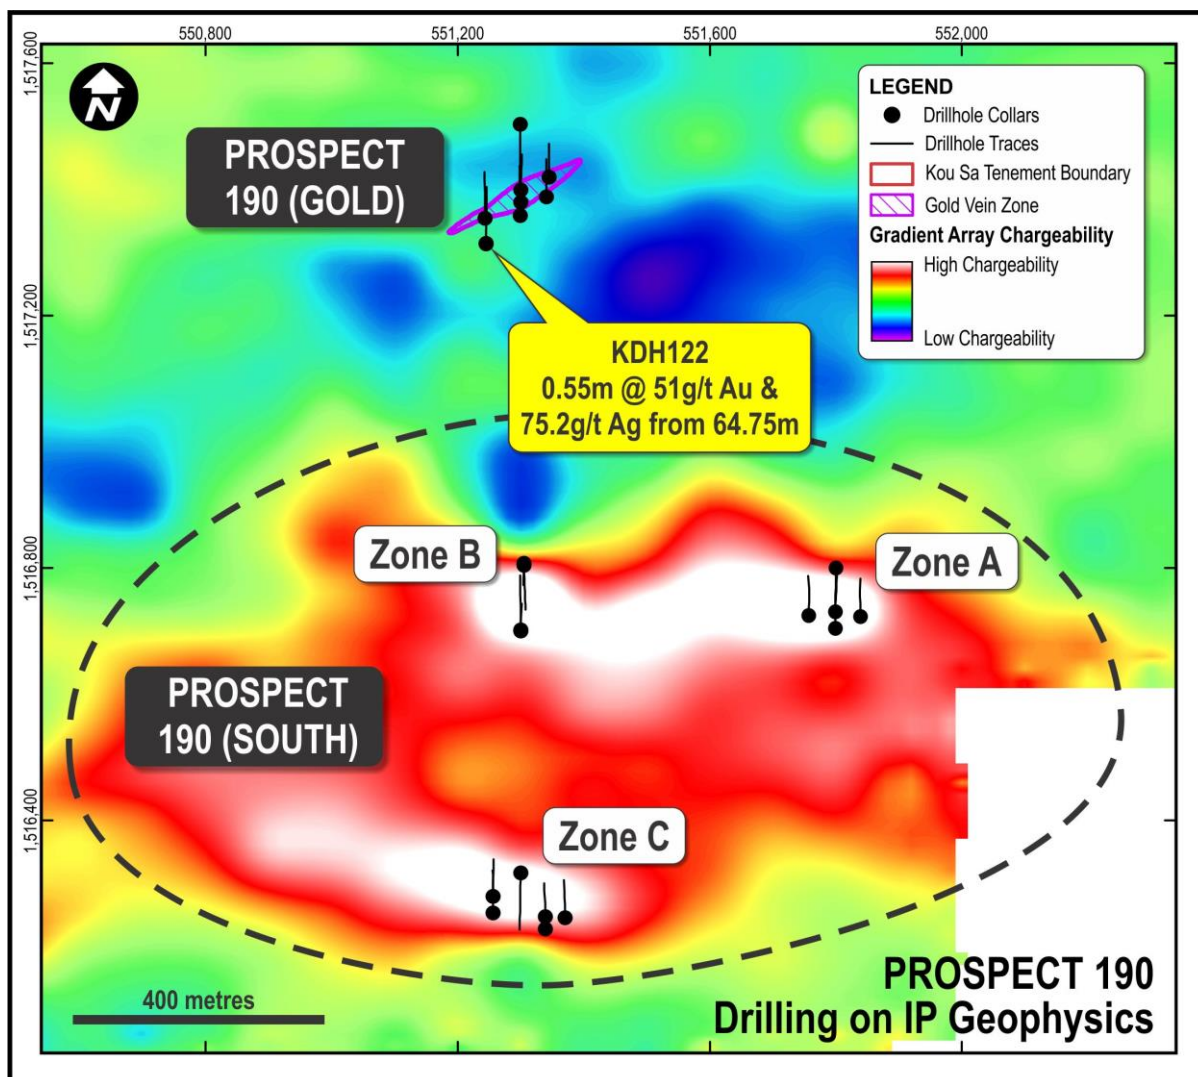 550,800
551,200
551,600
552,000
1,517,600
1,517,200
1,516,800
1,516,400
N
PROSPECT
190 (GOLD)
LEGEND
Drillhole Collars
Drillhole Traces
Kou Sa Tenement Boundary
Gold Vein Zone
Gradient Array Chargeability
High Chargeability
Low Chargeability
KDH122
0.55m @ 51g/t Au &
75.2g/t Ag from 64.75m
Zone B
Zone A
PROSPECT
190 (SOUTH)
Zone C
400 metres
PROSPECT 190
Drilling on IP Geophysics